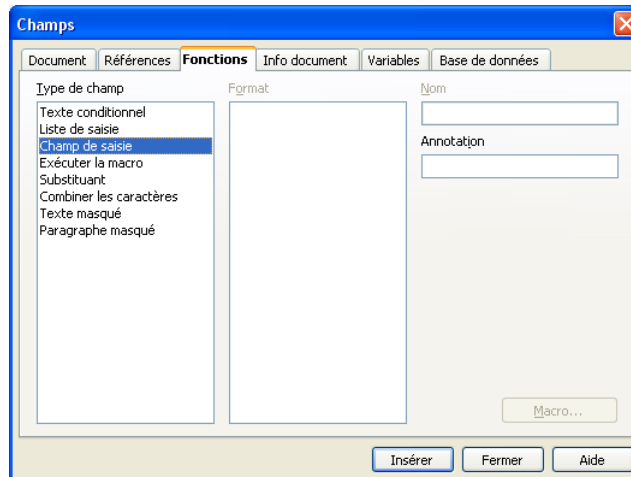 Champs
Document Références Fonctions Info document Variables Base de données
Type de champ
Texte conditionnel
Liste de saisie
Champ de saisie
Exécuter la macro
Substituant
Combiner les caractères
Texte masqué
Paragraphe masqué
Format
Nom
Annotation
Macro...
Insérer Fermer Aide